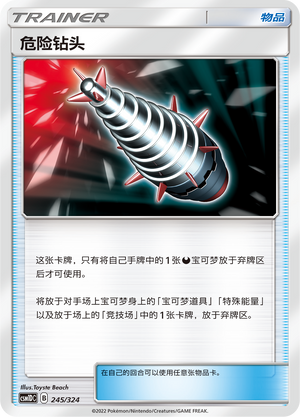 TRAINER
物品
危险钻头
这张卡牌，只有将自己手牌中的1张宝可梦放于弃牌区
后才可使用。
将放于对手场上宝可梦身上的「宝可梦道具」「特殊能量」
以及放于场上的「竞技场」中的1张卡牌，放于弃牌区。
在自己的回合可以使用任意张物品卡。
Illus.Tayste Beach
CSM1DC B 245/324
©2022 Pokémon/Nintendo/Creatures/GAME FREAK.